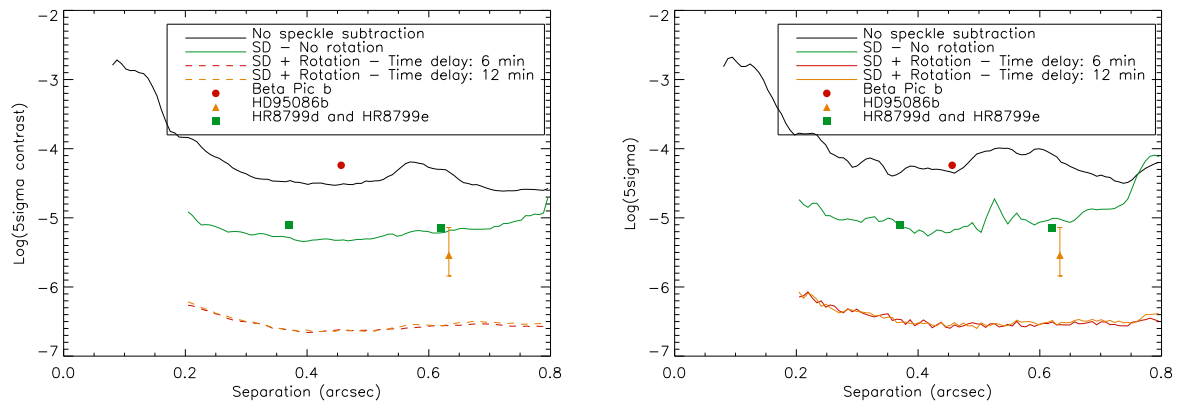 −2
−3
−4
−5
−6
−7
Log(5sigma contrast)
No speckle subtraction
SD − No rotation
SD + Rotation − Time delay: 6 min
SD + Rotation − Time delay: 12 min
Beta Pic b
HD95086b
HR8799d and HR8799e
0.0 0.2 0.4 0.6 0.8
Separation (arcsec)
−2
−3
−4
−5
−6
−7
Log(5sigma)
No speckle subtraction
SD − No rotation
SD + Rotation − Time delay: 6 min
SD + Rotation − Time delay: 12 min
Beta Pic b
HD95086b
HR8799d and HR8799e
0.0 0.2 0.4 0.6 0.8
Separation (arcsec)